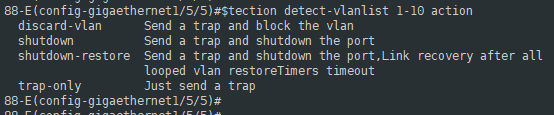 88-E(config-gigaethernet1/5/5)#$tection detect-vlanlist 1-10 action
discard-vlan Send a trap and block the vlan
shutdown Send a trap and shutdown the port
shutdown-restore Send a trap and shutdown the port,Link recovery after all
looped vlan restoreTimers timeout
trap-only Just send a trap
88-E(config-gigaethernet1/5/5)#
88-E(config-gigaethernet1/5/5)#